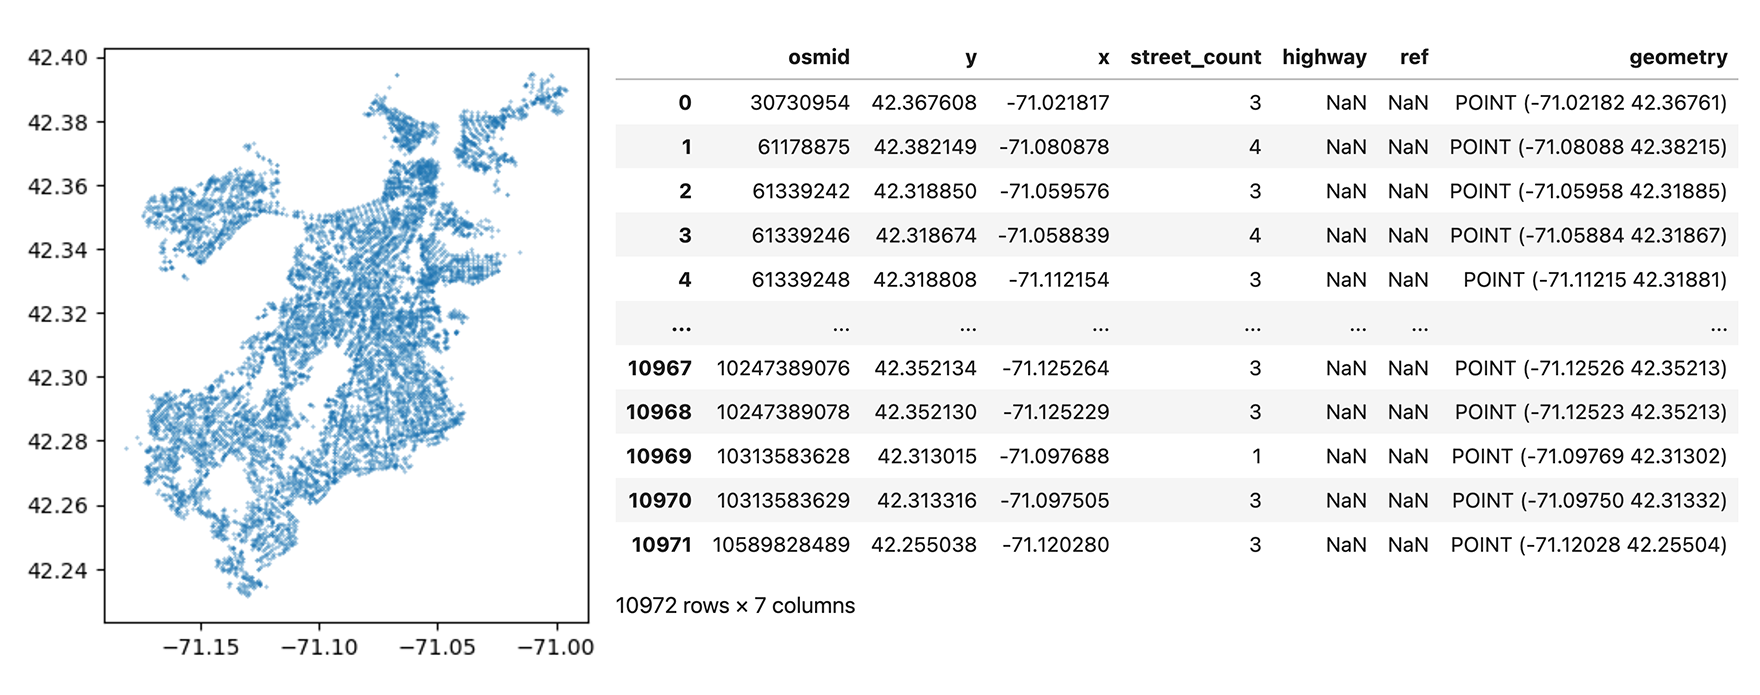 42.40
42.38
42.36
42.34
42.32
42.30
42.28
42.26
42.24
−71.15 −71.10 −71.05 −71.00
osmid y x street_count highway ref geometry
0 30730954 42.367608 -71.021817 3 NaN NaN POINT (-71.02182 42.36761)
1 61178875 42.382149 -71.080878 4 NaN NaN POINT (-71.08088 42.38215)
2 61339242 42.318850 -71.059576 3 NaN NaN POINT (-71.05958 42.31885)
3 61339246 42.318674 -71.058839 4 NaN NaN POINT (-71.05884 42.31867)
4 61339248 42.318808 -71.112154 3 NaN NaN POINT (-71.11215 42.31881)
... ... ... ... ... ... ... ...
10967 10247389076 42.352134 -71.125264 3 NaN NaN POINT (-71.12526 42.35213)
10968 10247389078 42.352130 -71.125229 3 NaN NaN POINT (-71.12523 42.35213)
10969 10313583628 42.313015 -71.097688 1 NaN NaN POINT (-71.09769 42.31302)
10970 10313583629 42.313316 -71.097505 3 NaN NaN POINT (-71.09750 42.31332)
10971 10589828489 42.255038 -71.120280 3 NaN NaN POINT (-71.12028 42.25504)
10972 rows × 7 columns